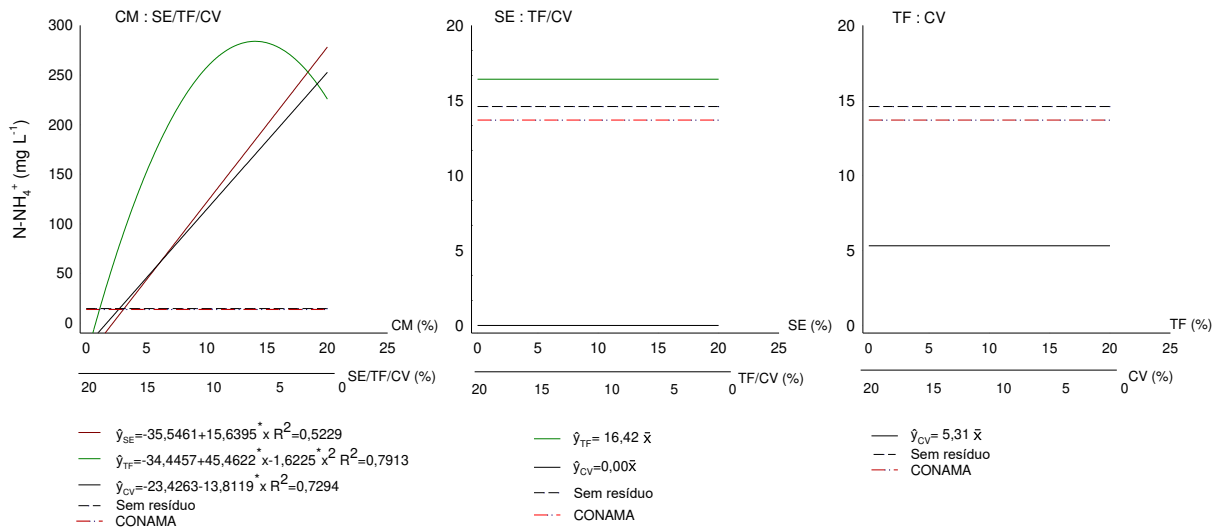 CM : SE/TF/CV
N-NH₄⁺ (mg L⁻¹)
300
250
200
150
100
50
0
CM (%)
0 5 10 15 20 25
SE/TF/CV (%)
20 15 10 5 0
ŷSE=-35,5461+15,6395*x R²=0,5229
ŷTF=-34,4457+45,4622*x-1,6225*x² R²=0,7913
ŷCV=-23,4263-13,8119*x R²=0,7294
Sem resíduo
CONAMA
SE : TF/CV
20
15
10
5
0
SE (%)
0 5 10 15 20 25
TF/CV (%)
20 15 10 5 0
ŷTF= 16,42 x̄
ŷCV=0,00x̄
Sem resíduo
CONAMA
TF : CV
20
15
10
5
0
TF (%)
0 5 10 15 20 25
CV (%)
20 15 10 5 0
ŷCV= 5,31 x̄
Sem resíduo
CONAMA